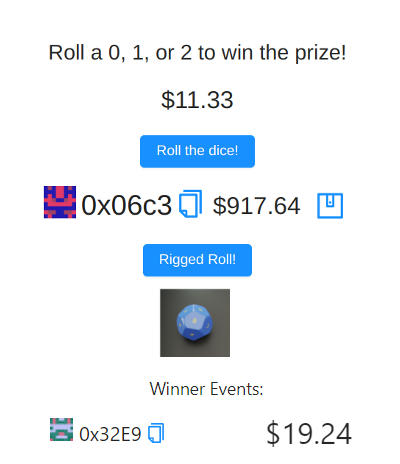 Roll a 0, 1, or 2 to win the prize!
$11.33
Roll the dice!
0x06c3 $917.64
Rigged Roll!
Winner Events:
0x32E9 $19.24